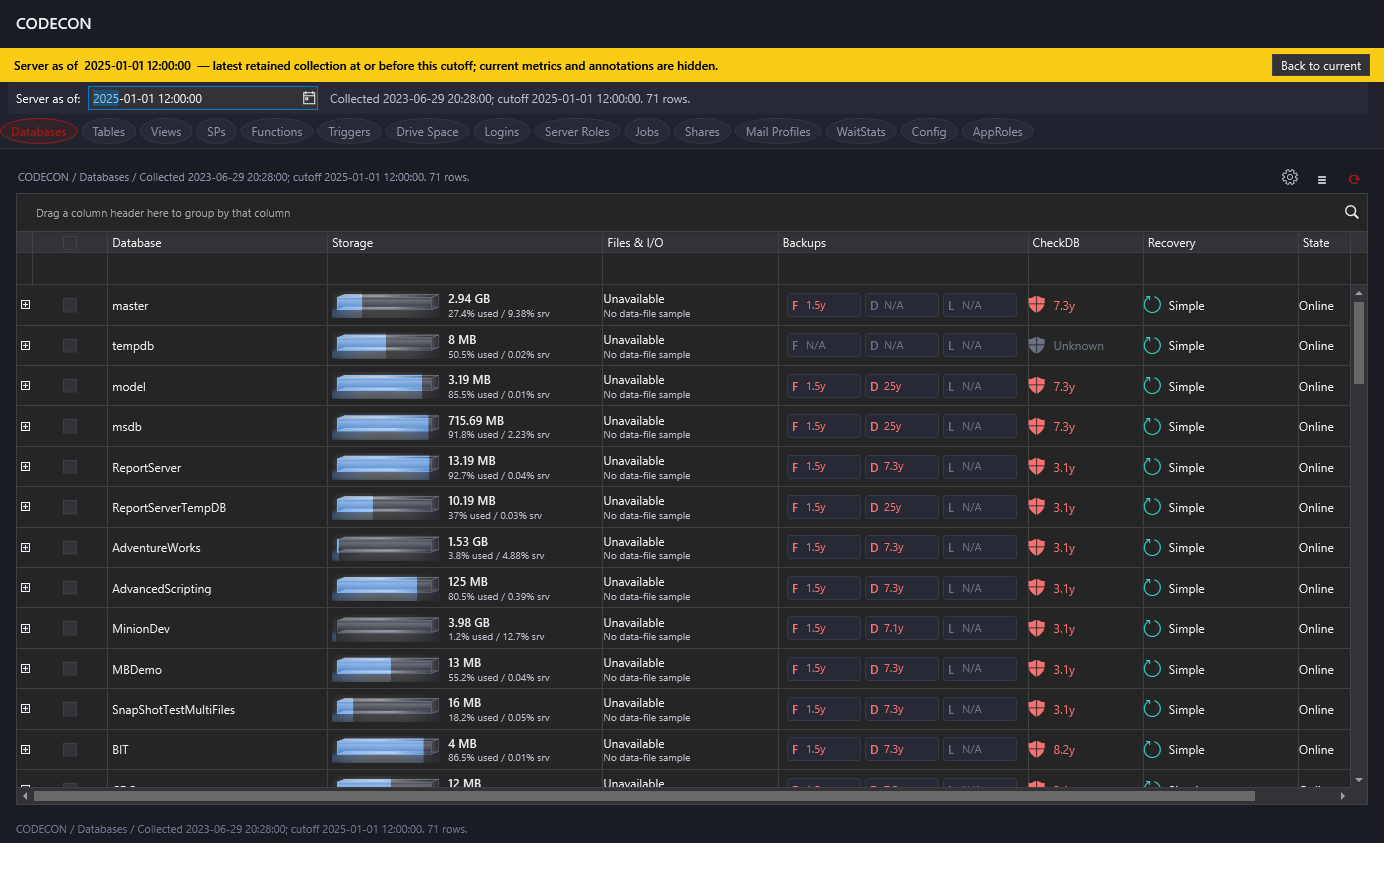 CODECON
Server as of 2025-01-01 12:00:00 — latest retained collection at or before this cutoff; current metrics and annotations are hidden. Back to current
Server as of: 2025-01-01 12:00:00 Collected 2023-06-29 20:28:00; cutoff 2025-01-01 12:00:00. 71 rows.
Databases Tables Views SPs Functions Triggers Drive Space Logins Server Roles Jobs Shares Mail Profiles WaitStats Config AppRoles
CODECON / Databases / Collected 2023-06-29 20:28:00; cutoff 2025-01-01 12:00:00. 71 rows.
Drag a column header here to group by that column
Database Storage Files & I/O Backups CheckDB Recovery State
master 2.94 GB Unavailable F 1.5y D N/A L N/A 7.3y Simple Online
27.4% used / 9.38% srv No data-file sample
tempdb 8 MB Unavailable F N/A D N/A L N/A Unknown Simple Online
50.5% used / 0.02% srv No data-file sample
model 3.19 MB Unavailable F 1.5y D 25y L N/A 7.3y Simple Online
85.5% used / 0.01% srv No data-file sample
msdb 715.69 MB Unavailable F 1.5y D 25y L N/A 7.3y Simple Online
91.8% used / 2.23% srv No data-file sample
ReportServer 13.19 MB Unavailable F 1.5y D 7.3y L N/A 3.1y Simple Online
92.7% used / 0.04% srv No data-file sample
ReportServerTempDB 10.19 MB Unavailable F 1.5y D 25y L N/A 3.1y Simple Online
37% used / 0.03% srv No data-file sample
AdventureWorks 1.53 GB Unavailable F 1.5y D 7.3y L N/A 3.1y Simple Online
3.8% used / 4.88% srv No data-file sample
AdvancedScripting 125 MB Unavailable F 1.5y D 7.3y L N/A 3.1y Simple Online
80.5% used / 0.39% srv No data-file sample
MinionDev 3.98 GB Unavailable F 1.5y D 7.1y L N/A 3.1y Simple Online
1.2% used / 12.7% srv No data-file sample
MBDemo 13 MB Unavailable F 1.5y D 7.3y L N/A 3.1y Simple Online
55.2% used / 0.04% srv No data-file sample
SnapShotTestMultiFiles 16 MB Unavailable F 1.5y D 7.3y L N/A 3.1y Simple Online
18.2% used / 0.05% srv No data-file sample
BIT 4 MB Unavailable F 1.5y D 7.3y L N/A 8.2y Simple Online
86.5% used / 0.01% srv No data-file sample
12 MB Unavailable
CODECON / Databases / Collected 2023-06-29 20:28:00; cutoff 2025-01-01 12:00:00. 71 rows.